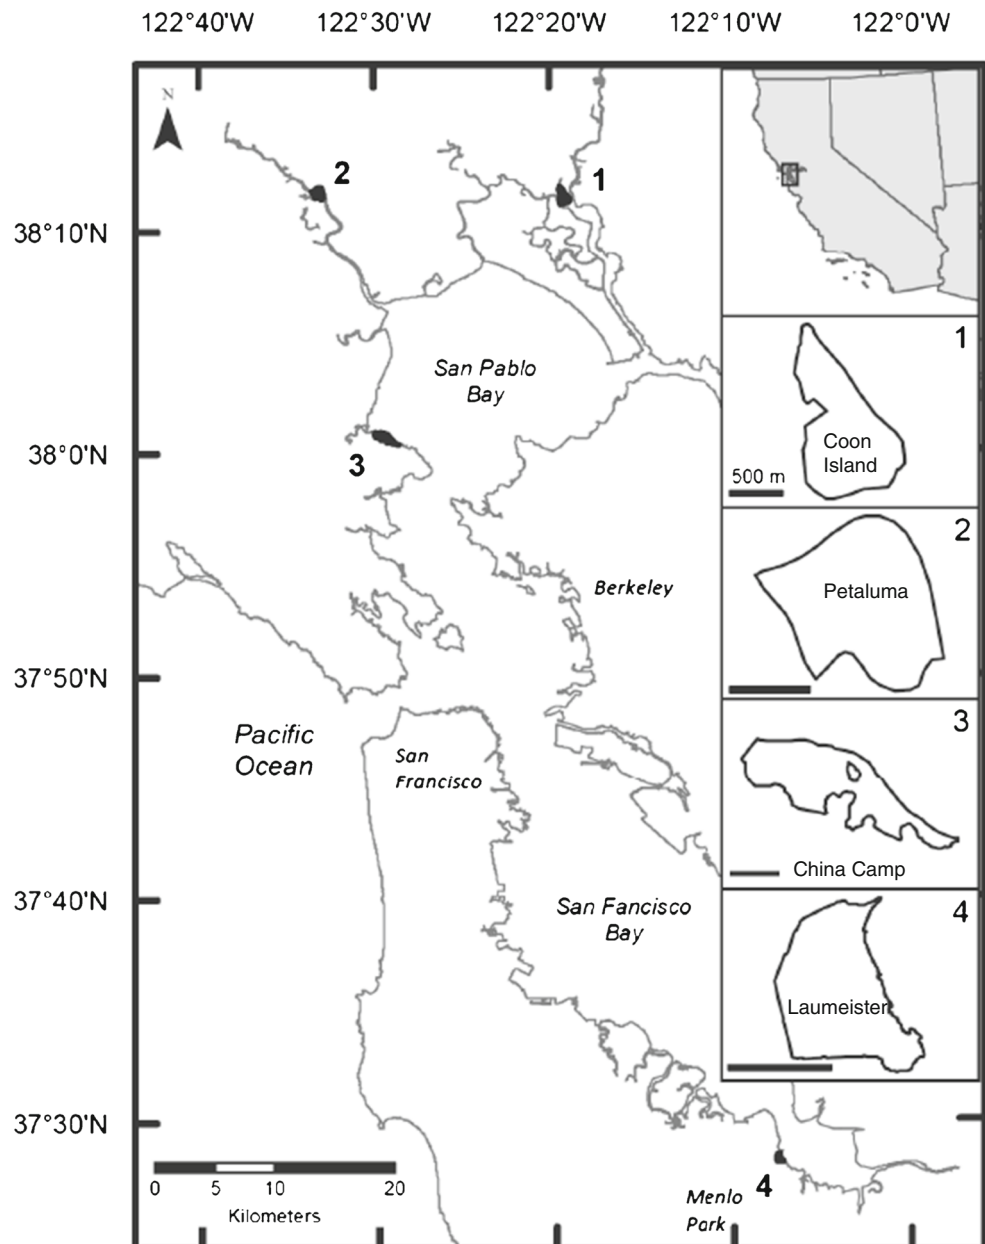 122°40'W 122°30'W 122°20'W 122°10'W 122°0'W
N
2
1
38°10'N
1
San Pablo
Bay
Coon
Island
500 m
38°0'N
3
2
Petaluma
Berkeley
37°50'N
3
Pacific
Ocean
San
Francisco
China Camp
37°40'N
San Fancisco
Bay
4
Laumeister
37°30'N
4
Menlo
Park
0 5 10 20
Kilometers